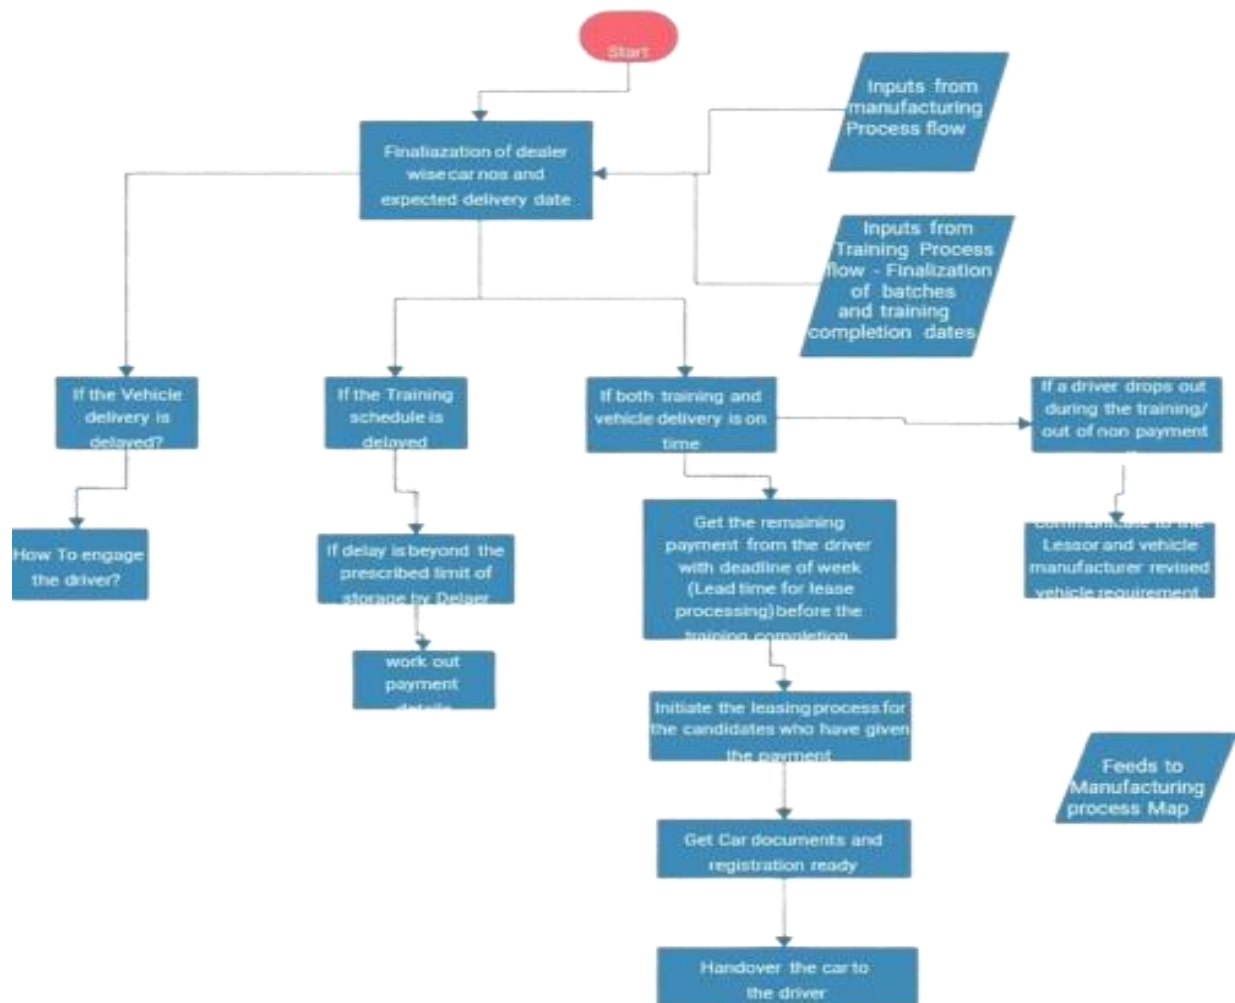 Start
Inputs from
manufacturing
Process flow
Finaliazation of dealer
wise car nos and
expected delivery date
Inputs from
Training Process
flow - Finalization
of batches
and training
completion dates
If the Vehicle
delivery is
delayed?
If the Training
schedule is
delayed
If both training and
vehicle delivery is on
time
If a driver drops out
during the training/
out of non payment
How To engage
the driver?
If delay is beyond the
prescribed limit of
storage by Delaer
work out
payment
details
Get the remaining
payment from the driver
with deadline of week
(Lead time for lease
processing) before the
training completion
communicate to the
Lessor and vehicle
manufacturer revised
vehicle requirement
Initiate the leasing process for
the candidates who have given
the payment
Feeds to
Manufacturing
process Map
Get Car documents and
registration ready
Handover the car to
the driver